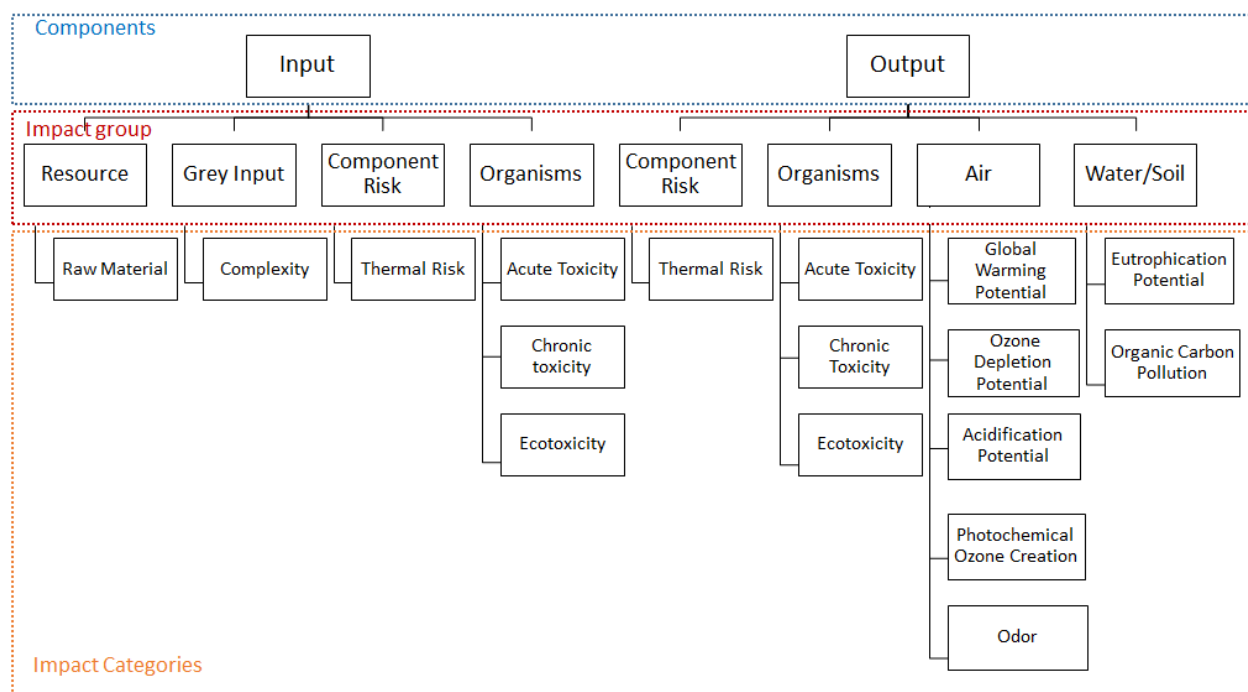 Components
Input
Output
Impact group
Resource
Grey Input
Component
Risk
Organisms
Component
Risk
Organisms
Air
Water/Soil
Raw Material
Complexity
Thermal Risk
Acute Toxicity
Chronic
toxicity
Ecotoxicity
Thermal Risk
Acute Toxicity
Chronic
Toxicity
Ecotoxicity
Global
Warming
Potential
Ozone
Depletion
Potential
Acidification
Potential
Photochemical
Ozone Creation
Odor
Eutrophication
Potential
Organic Carbon
Pollution
Impact Categories